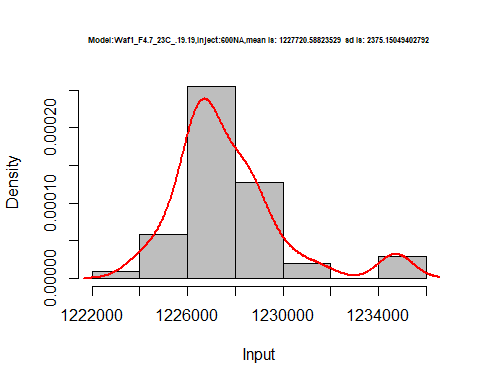 Model:Waf1_F4.7_23C_.19.19,Inject:600NA,mean is: 1227720.58823529 sd is: 2375.15049402792
0.00020
0.00010
0.00000
Density
1222000 1226000 1230000 1234000
Input